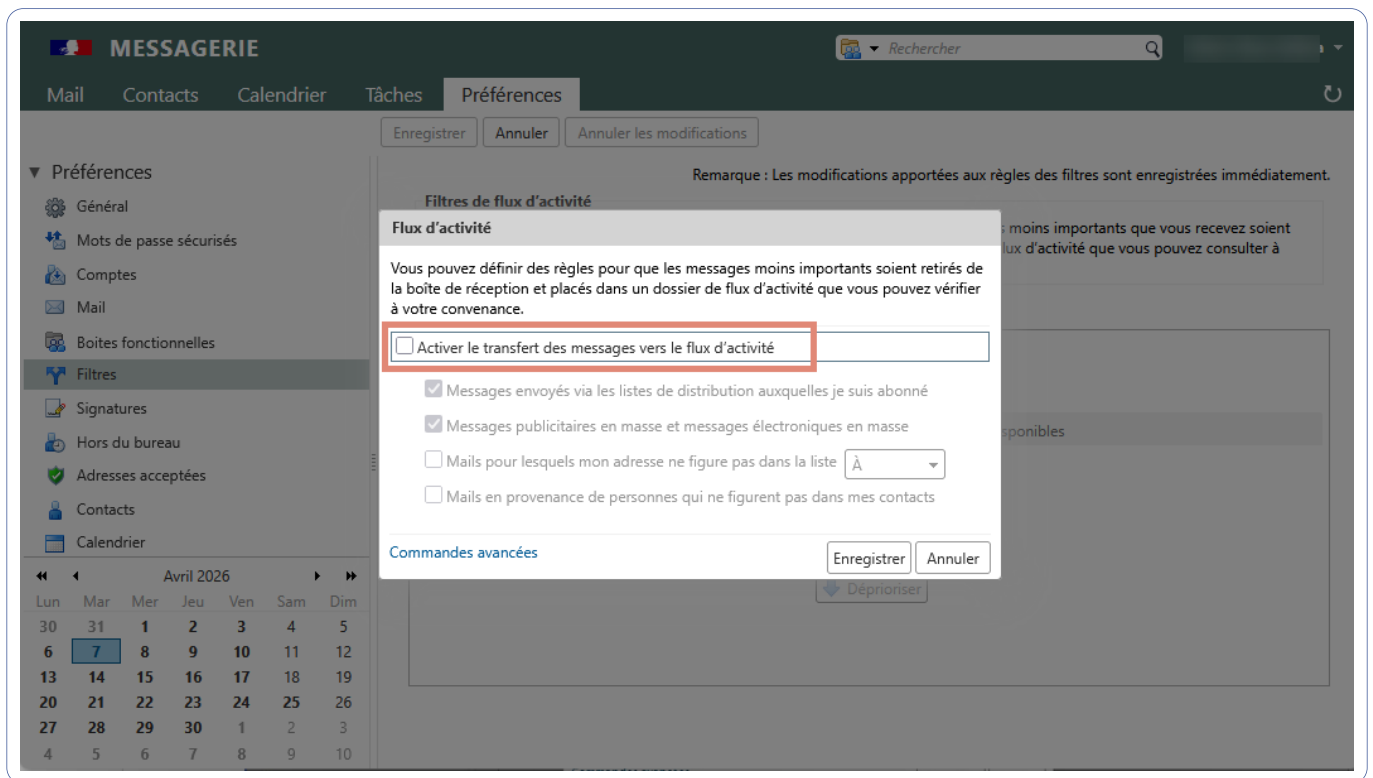 MESSAGERIE
Rechercher
Mail Contacts Calendrier Tâches Préférences
Enregistrer Annuler Annuler les modifications
Préférences
Remarque : Les modifications apportées aux règles des filtres sont enregistrées immédiatement.
Général
Filtres de flux d'activité
Mots de passe sécurisés
Flux d'activité
moins importants que vous recevez soient
lux d'activité que vous pouvez consulter à
Comptes
Vous pouvez définir des règles pour que les messages moins importants soient retirés de
la boîte de réception et placés dans un dossier de flux d'activité que vous pouvez vérifier
à votre convenance.
Mail
Boites fonctionnelles
Activer le transfert des messages vers le flux d'activité
Filtres
Messages envoyés via les listes de distribution auxquelles je suis abonné
Signatures
Messages publicitaires en masse et messages électroniques en masse
sponibles
Hors du bureau
Mails pour lesquels mon adresse ne figure pas dans la liste À
Adresses acceptées
Mails en provenance de personnes qui ne figurent pas dans mes contacts
Contacts
Calendrier
Commandes avancées
Enregistrer Annuler
Déprioriser
Avril 2026
Lun Mar Mer Jeu Ven Sam Dim
30 31 1 2 3 4 5
6 7 8 9 10 11 12
13 14 15 16 17 18 19
20 21 22 23 24 25 26
27 28 29 30 1 2 3
4 5 6 7 8 9 10